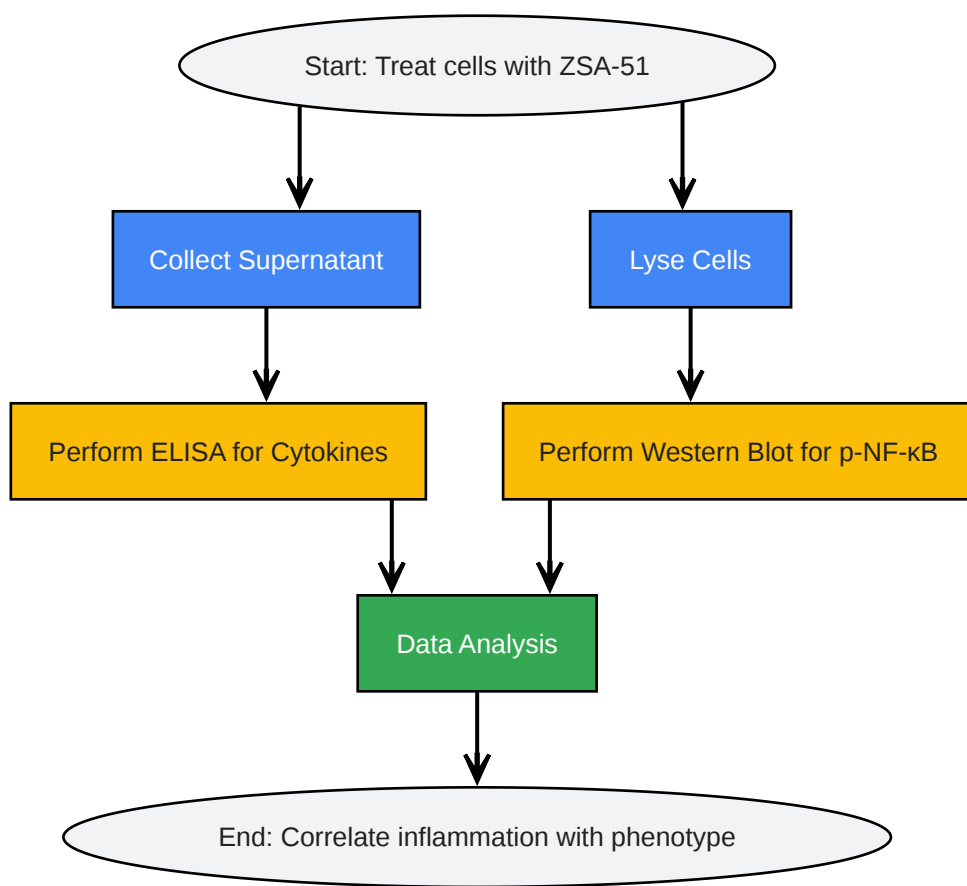 Start: Treat cells with ZSA-51
Collect Supernatant
Lyse Cells
Perform ELISA for Cytokines
Perform Western Blot for p-NF-κB
Data Analysis
End: Correlate inflammation with phenotype